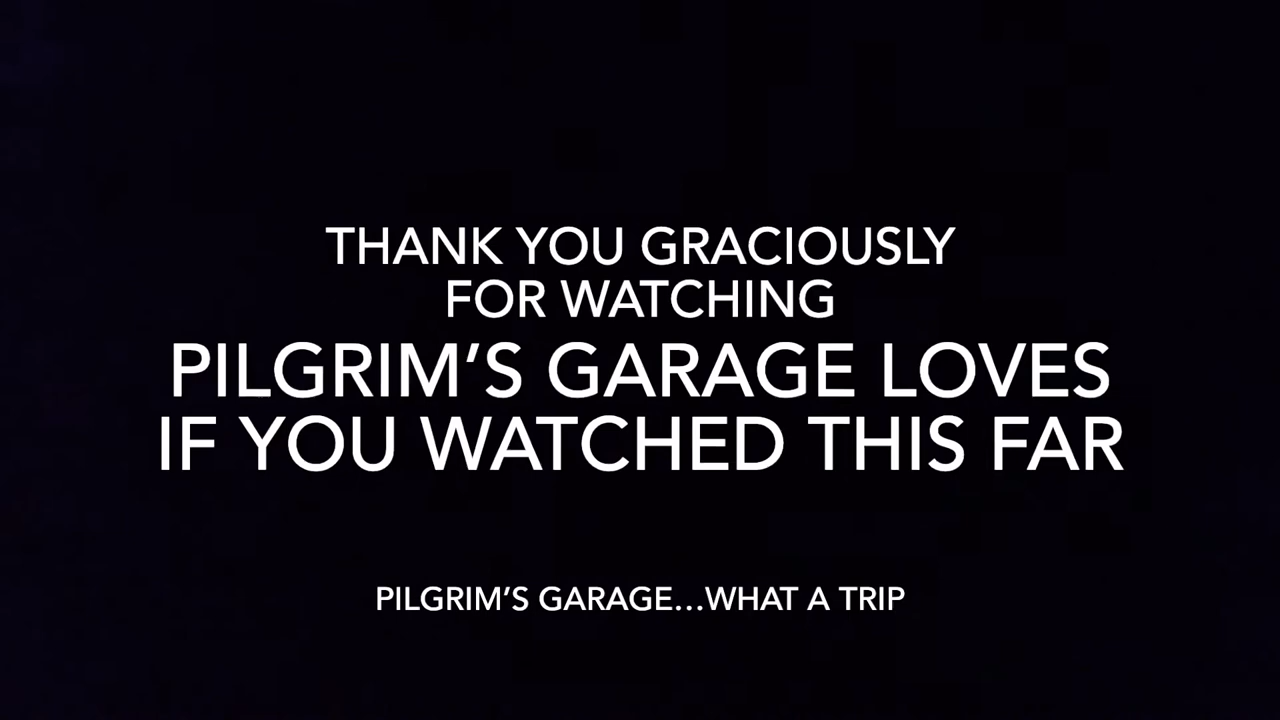 THANK YOU GRACIOUSLY
FOR WATCHING
PILGRIM’S GARAGE LOVES
IF YOU WATCHED THIS FAR
PILGRIM’S GARAGE...WHAT A TRIP